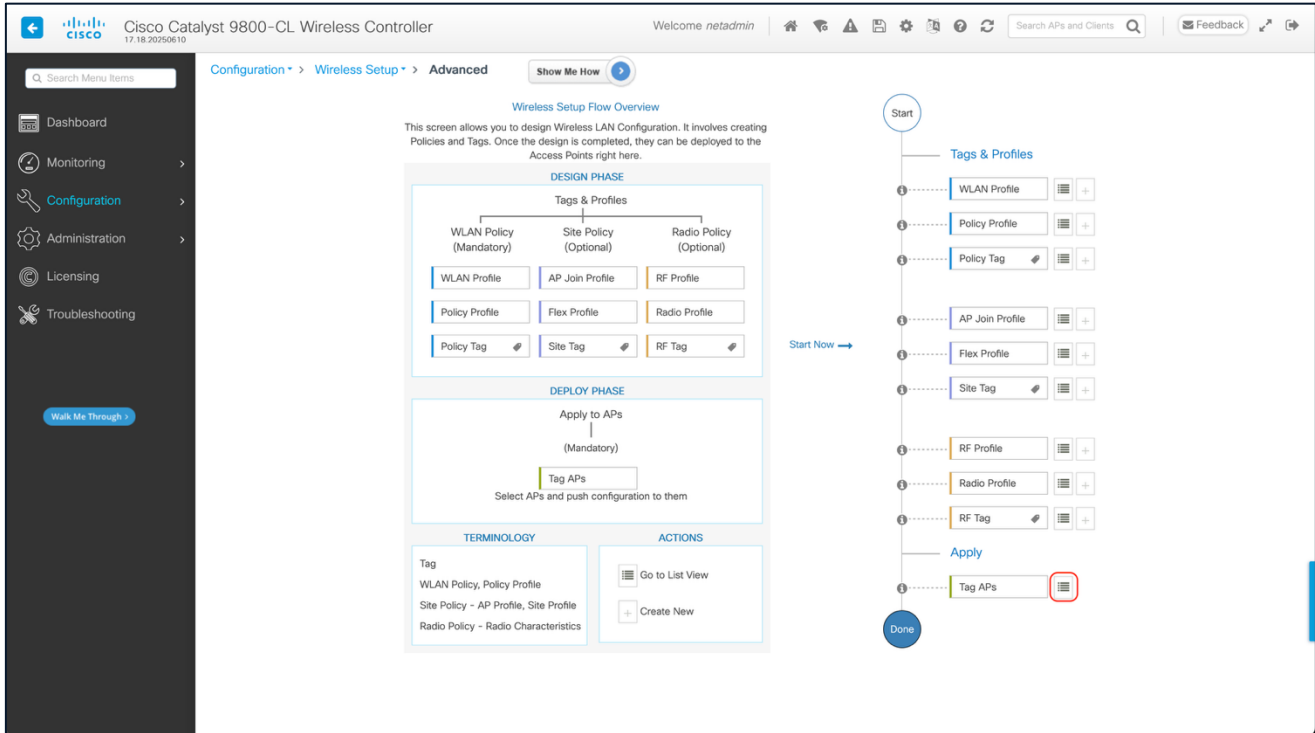 CISCO
Cisco Catalyst 9800-CL Wireless Controller
17.18.20250610
Welcome netadmin
Search APs and Clients
Feedback
Search Menu Items
Dashboard
Monitoring
Configuration
Administration
Licensing
Troubleshooting
Walk Me Through >
Configuration > Wireless Setup > Advanced
Show Me How
Wireless Setup Flow Overview
This screen allows you to design Wireless LAN Configuration. It involves creating
Policies and Tags. Once the design is completed, they can be deployed to the
Access Points right here.
DESIGN PHASE
Tags & Profiles
WLAN Policy
(Mandatory)
Site Policy
(Optional)
Radio Policy
(Optional)
WLAN Profile
AP Join Profile
RF Profile
Policy Profile
Flex Profile
Radio Profile
Policy Tag
Site Tag
RF Tag
DEPLOY PHASE
Apply to APs
(Mandatory)
Tag APs
Select APs and push configuration to them
TERMINOLOGY
Tag
WLAN Policy, Policy Profile
Site Policy - AP Profile, Site Profile
Radio Policy - Radio Characteristics
ACTIONS
Go to List View
Create New
Start Now
Start
Tags & Profiles
WLAN Profile
Policy Profile
Policy Tag
AP Join Profile
Flex Profile
Site Tag
RF Profile
Radio Profile
RF Tag
Apply
Tag APs
Done